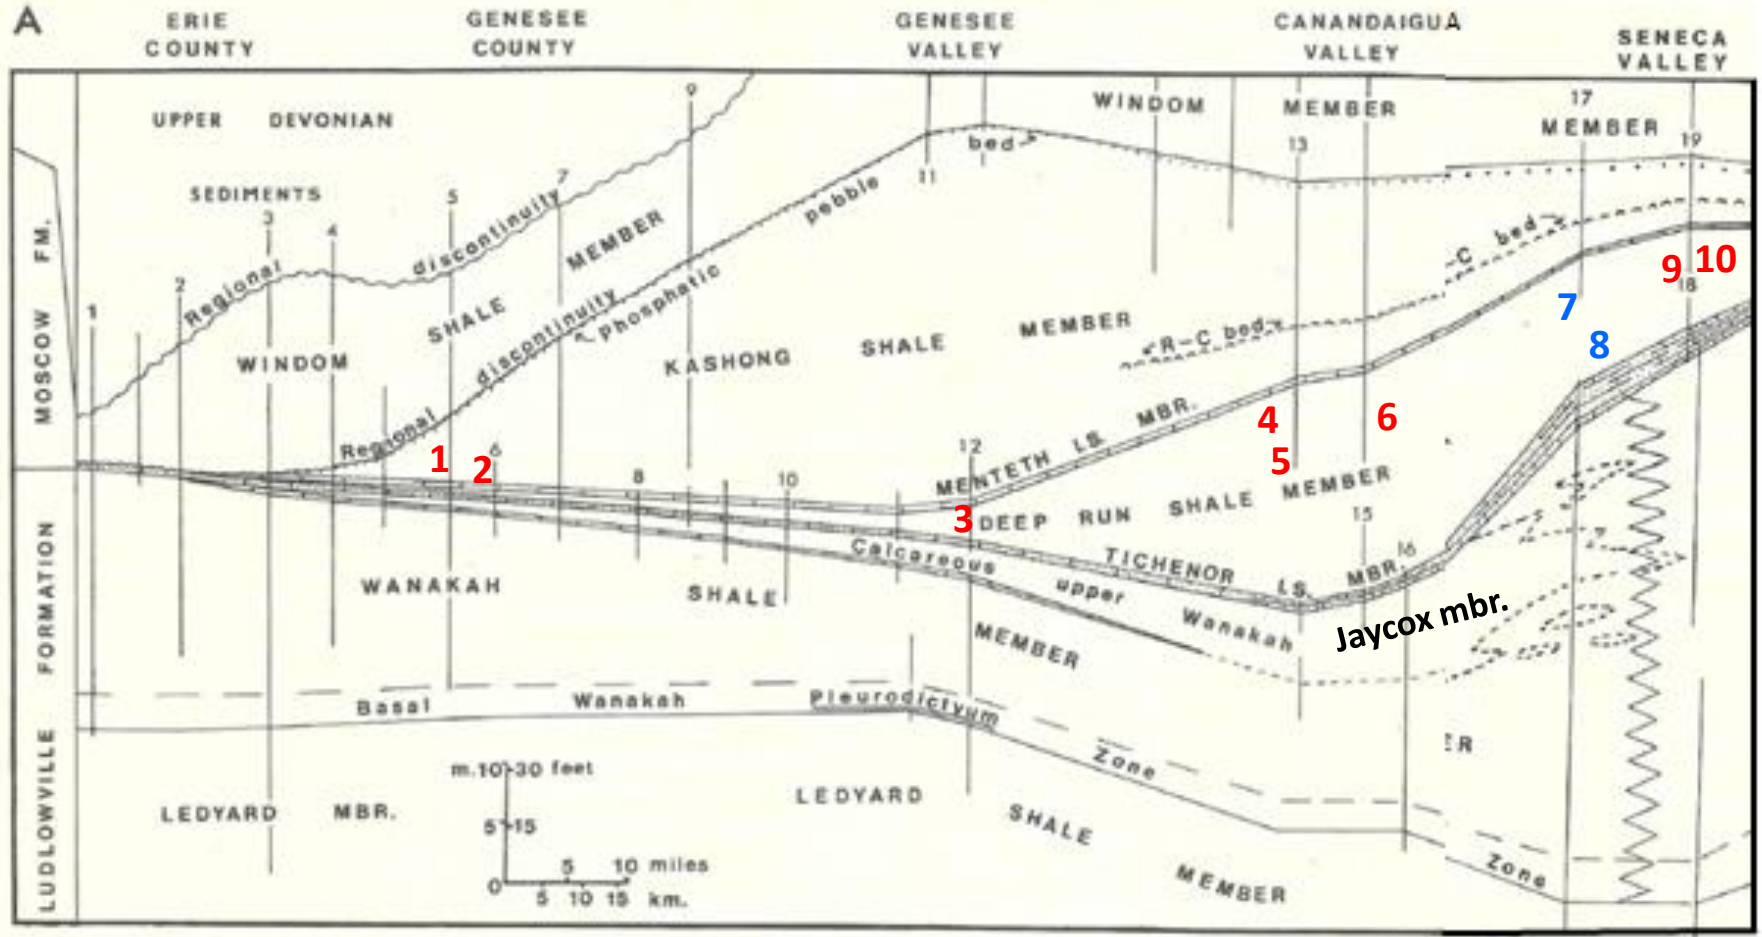 A
ERIE
COUNTY
GENESEE
COUNTY
GENESEE
VALLEY
CANANDAIGUA
VALLEY
SENECA
VALLEY
UPPER DEVONIAN
SEDIMENTS
WINDOM MEMBER
MEMBER
17
19
13
11
9
7
5
4
3
2
1
bed
pebble
Regional discontinuity
WINDOM SHALE MEMBER
Regional discontinuity
Phosphatic
KASHONG SHALE MEMBER
R-C bed
-C bed
9 10
18
7
8
4
5
6
1
2
6
8
10
12
3
MENTETH LS. MBR.
DEEP RUN SHALE MEMBER
15
16
TICHENOR LS. MBR.
Calcareous upper Wanakah
Jaycox mbr.
WANAKAH SHALE MEMBER
ER
Basal Wanakah Pleurodictyum Zone
Zone
m.10 30 feet
5 15
0
5 10 miles
5 10 15 km.
LEDYARD MBR.
LEDYARD SHALE MEMBER
MOSCOW FM.
LUDLOWVILLE FORMATION